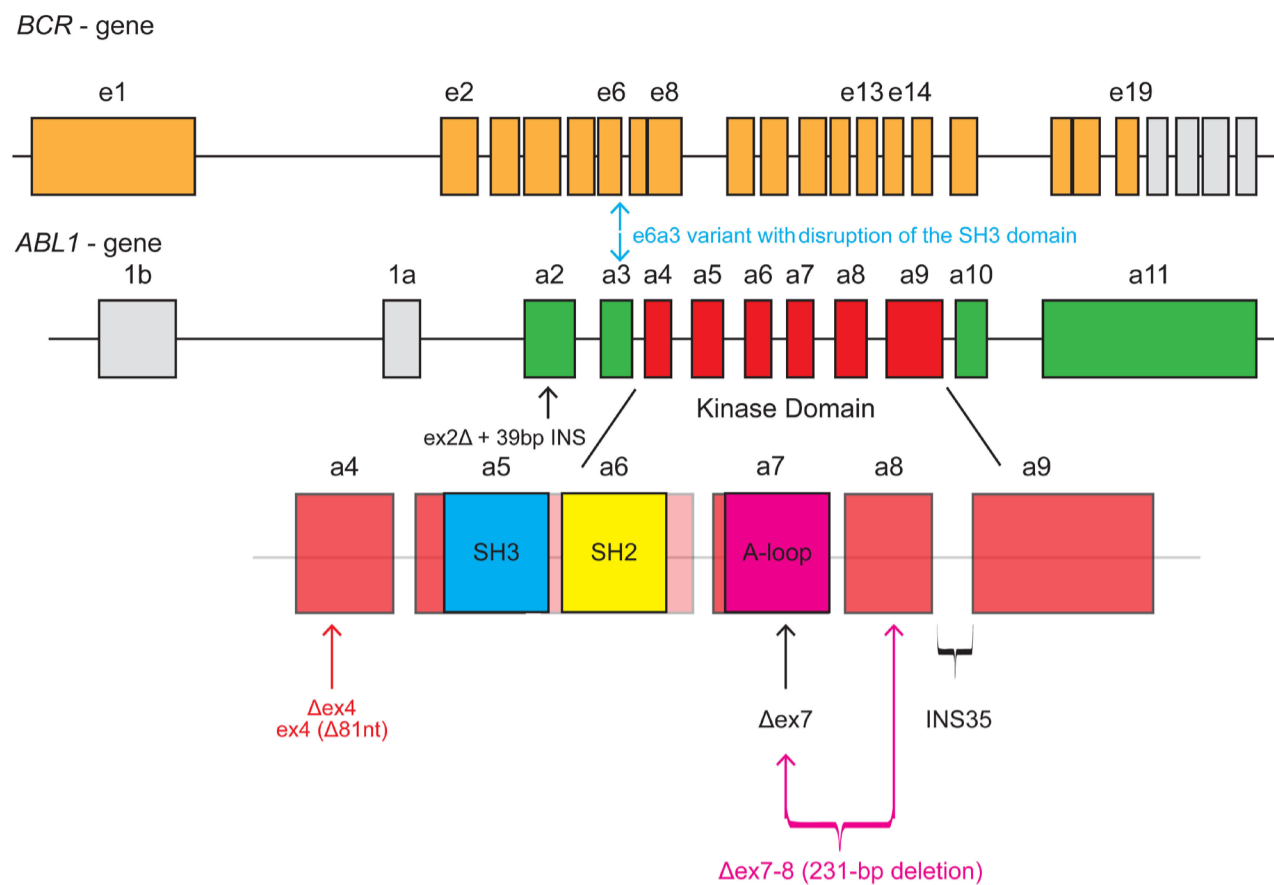 BCR - gene
e1 e2 e6 e8 e13 e14 e19
e6a3 variant with disruption of the SH3 domain
ABL1 - gene
1b 1a a2 a3 a4 a5 a6 a7 a8 a9 a10 a11
Kinase Domain
ex2Δ + 39bp INS
a4 a5 a6 a7 a8 a9
SH3 SH2 A-loop
Δex4
ex4 (Δ81nt)
Δex7
INS35
Δex7-8 (231-bp deletion)